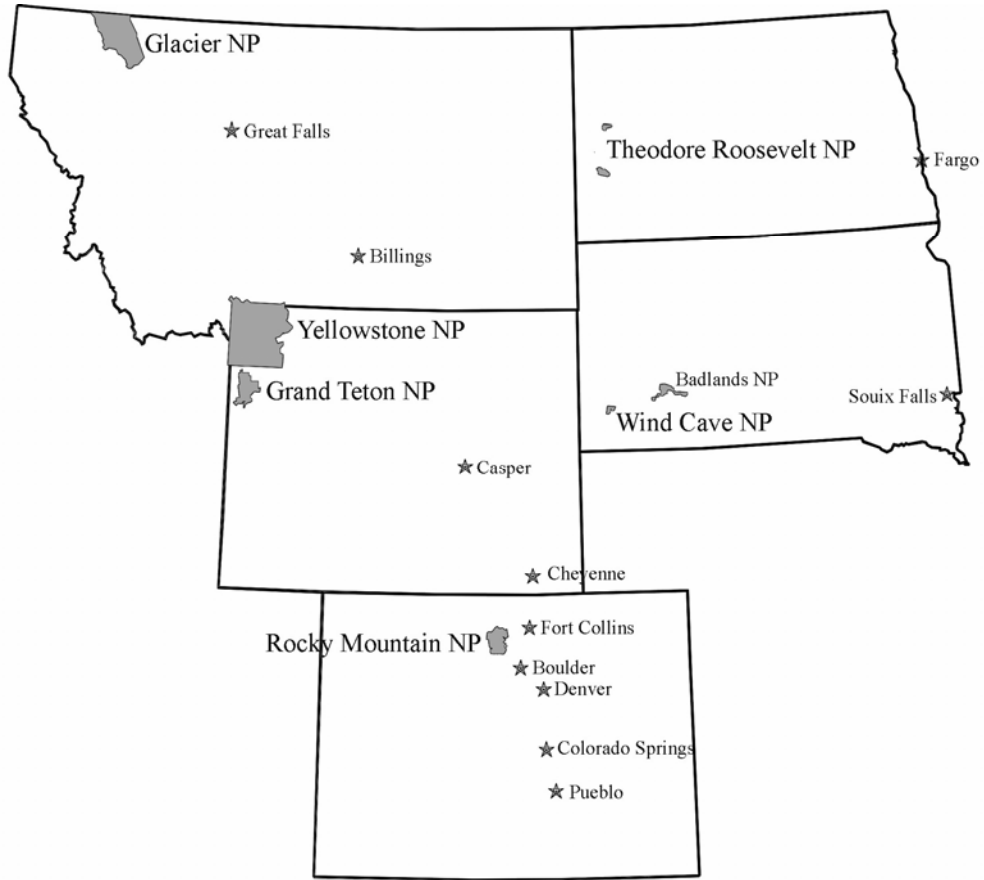 Glacier NP
Great Falls
Theodore Roosevelt NP
Fargo
Billings
Yellowstone NP
Grand Teton NP
Badlands NP
Souix Falls
Wind Cave NP
Casper
Cheyenne
Fort Collins
Rocky Mountain NP
Boulder
Denver
Colorado Springs
Pueblo